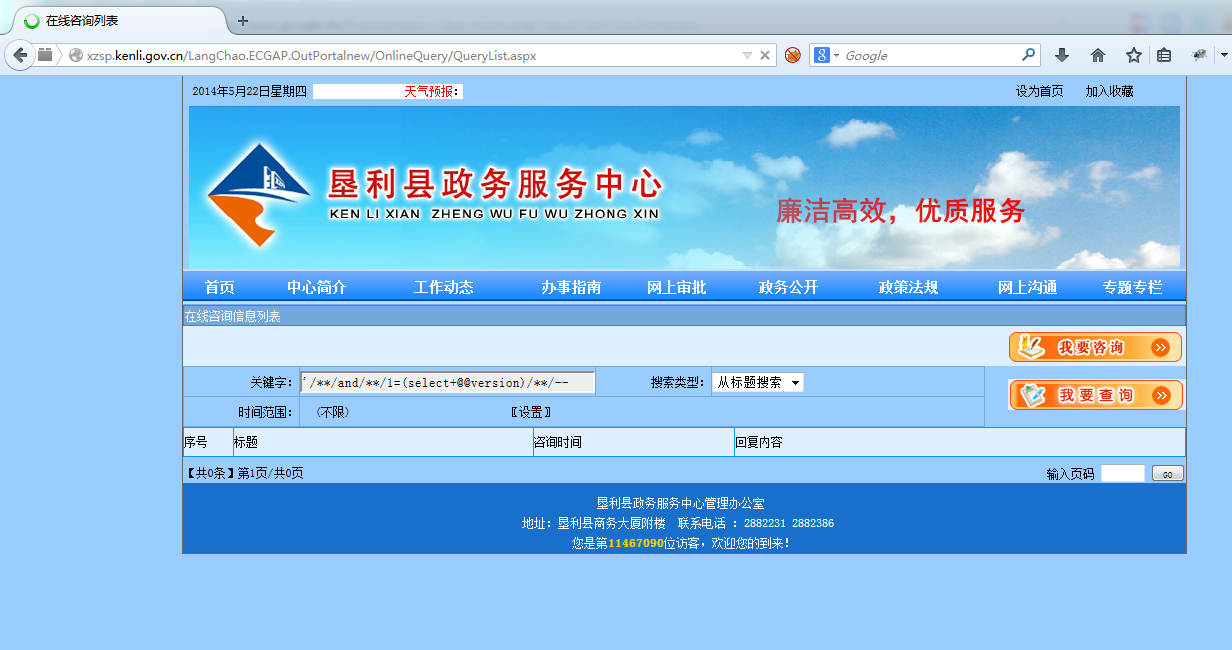 在线咨询列表
xzsp.kenli.gov.cn/LangChao.ECGAP.OutPortalnew/OnlineQuery/QueryList.aspx
Google
2014年5月22日星期四 天气预报: 设为首页 加入收藏
垦利县政务服务中心
KEN LI XIAN ZHENG WU FU WU ZHONG XIN
廉洁高效，优质服务
首页 中心简介 工作动态 办事指南 网上审批 政务公开 政策法规 网上沟通 专题专栏
在线咨询信息列表
我要咨询
关键字: '/**/and/**/1=(select+@@version)/**/-- 搜索类型: 从标题搜索
我要查询
时间范围: (不限) 【设置】
序号 标题 咨询时间 回复内容
【共0条】第1页/共0页 输入页码 GO
垦利县政务服务中心管理办公室
地址：垦利县商务大厦附楼 联系电话 ：2882231 2882386
您是第11467090位访客，欢迎您的到来！